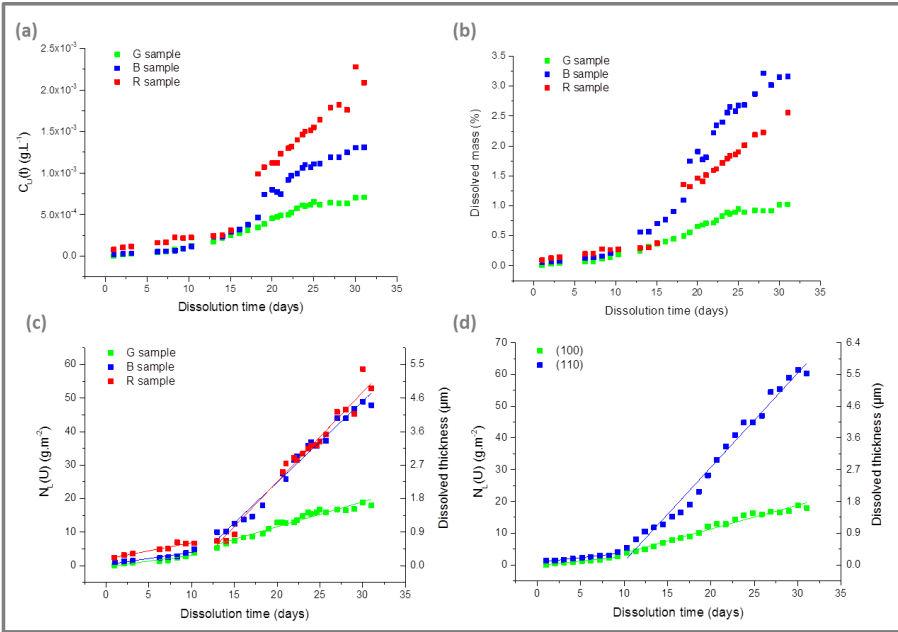 (a)
G sample
B sample
R sample
2.5x10⁻³
2.0x10⁻³
1.5x10⁻³
1.0x10⁻³
5.0x10⁻⁴
0.0
C_U(t) (g.L⁻¹)
0 5 10 15 20 25 30 35
Dissolution time (days)
(b)
G sample
B sample
R sample
3.5
3.0
2.5
2.0
1.5
1.0
0.5
0.0
Dissolved mass (%)
0 5 10 15 20 25 30 35
Dissolution time (days)
(c)
G sample
B sample
R sample
60
50
40
30
20
10
0
N_L(U) (g.m⁻²)
5.5
4.6
3.6
2.7
1.8
0.9
0.0
Dissolved thickness (µm)
0 5 10 15 20 25 30 35
Dissolution time (days)
(d)
(100)
(110)
70
60
50
40
30
20
10
0
N_L(U) (g.m⁻²)
6.4
5.5
4.6
3.6
2.7
1.8
0.9
0.0
Dissolved thickness (µm)
0 5 10 15 20 25 30 35
Dissolution time (days)